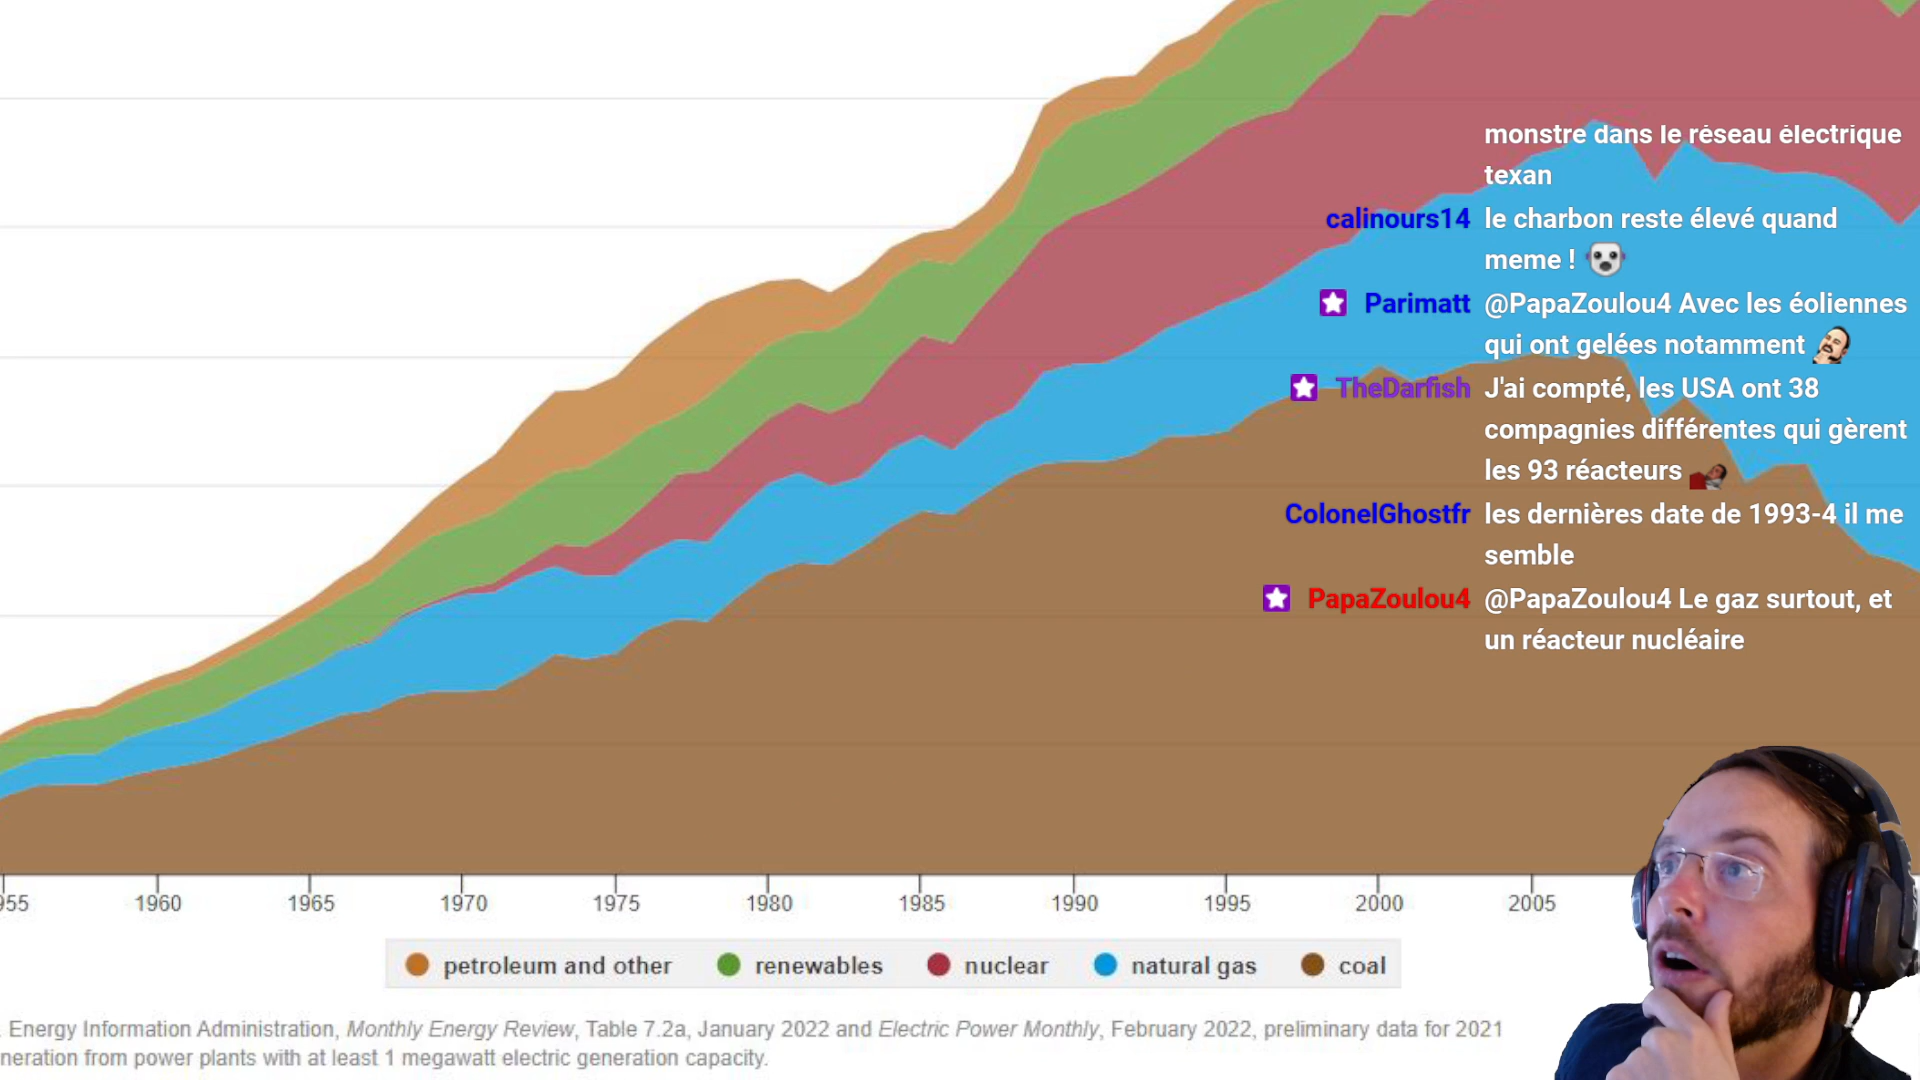 monstre dans le réseau électrique
texan
calinours14 le charbon reste élevé quand
meme !
Parimatt @PapaZoulou4 Avec les éoliennes
qui ont gelées notamment
TheDarfish J'ai compté, les USA ont 38
compagnies différentes qui gèrent
les 93 réacteurs
ColonelGhostfr les dernières date de 1993-4 il me
semble
PapaZoulou4 @PapaZoulou4 Le gaz surtout, et
un réacteur nucléaire
955 1960 1965 1970 1975 1980 1985 1990 1995 2000 2005
petroleum and other renewables nuclear natural gas coal
Energy Information Administration, Monthly Energy Review, Table 7.2a, January 2022 and Electric Power Monthly, February 2022, preliminary data for 2021
neration from power plants with at least 1 megawatt electric generation capacity.